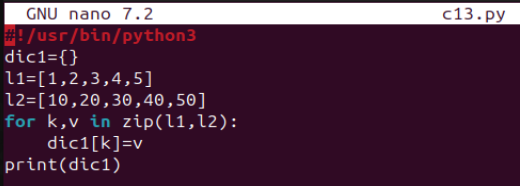 GNU nano 7.2 c13.py
#!/usr/bin/python3
dic1={}
l1=[1,2,3,4,5]
l2=[10,20,30,40,50]
for k,v in zip(l1,l2):
    dic1[k]=v
print(dic1)